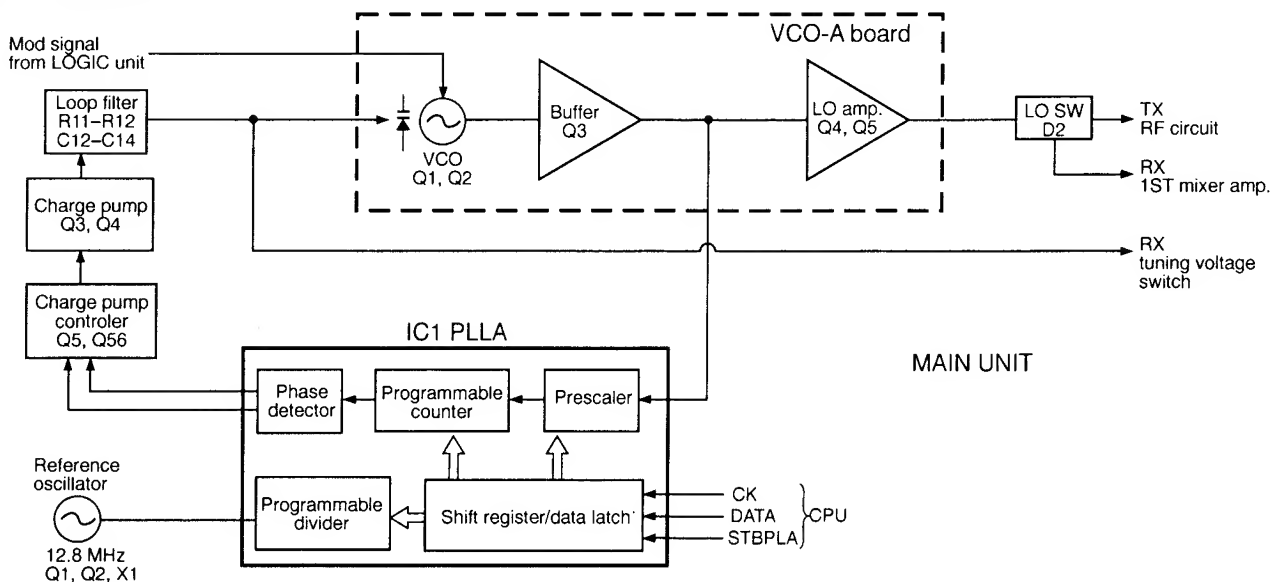 Mod signal
from LOGIC unit
VCO-A board
Loop filter
R11–R12
C12–C14
VCO
Q1, Q2
Buffer
Q3
LO amp.
Q4, Q5
LO SW
D2
TX
RF circuit
RX
1ST mixer amp.
Charge pump
Q3, Q4
RX
tuning voltage
switch
Charge pump
controler
Q5, Q56
IC1 PLLA
MAIN UNIT
Phase
detector
Programmable
counter
Prescaler
Reference
oscillator
12.8 MHz
Q1, Q2, X1
Programmable
divider
Shift register/data latch
CK
DATA
STBPLA
CPU